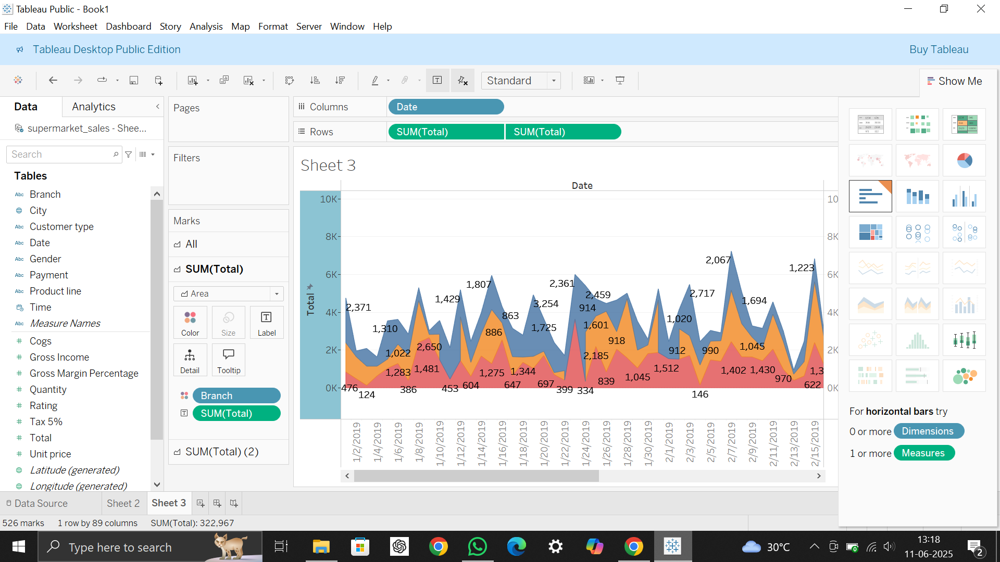 Tableau Public - Book1
File Data Worksheet Dashboard Story Analysis Map Format Server Window Help
Tableau Desktop Public Edition
Buy Tableau
Standard
Show Me
Data
Analytics
supermarket_sales - Shee...
Search
Tables
Abc Branch
City
Abc Customer type
Abc Date
Abc Gender
Abc Payment
Abc Product line
Time
Abc Measure Names
# Cogs
# Gross Income
# Gross Margin Percentage
# Quantity
# Rating
# Tax 5%
# Total
# Unit price
Latitude (generated)
Longitude (generated)
Pages
Filters
Marks
All
SUM(Total)
Area
Color
Size
Label
Detail
Tooltip
Branch
SUM(Total)
SUM(Total) (2)
Columns
Date
Rows
SUM(Total)
SUM(Total)
Sheet 3
Date
Total
10K
8K
6K
4K
2K
0K
10
8K
6K
4K
2K
0K
2,067
1,223
1,807
2,361
1,429
2,459
2,717
2,371
3,254
914
1,694
863
1,020
1,310
1,725
1,601
886
918
2,650
1,045
1,022
912
990
2,185
1,283
1,481
1,275
1,344
1,512
1,402
1,430
1,3
1,045
970
839
476
386
453
604
647
697
399
334
622
124
146
1/2/2019
1/4/2019
1/6/2019
1/8/2019
1/10/2019
1/12/2019
1/14/2019
1/16/2019
1/18/2019
1/20/2019
1/22/2019
1/24/2019
1/26/2019
1/28/2019
1/30/2019
2/1/2019
2/3/2019
2/5/2019
2/7/2019
2/9/2019
2/11/2019
2/13/2019
2/15/2019
For horizontal bars try
0 or more Dimensions
1 or more Measures
Data Source
Sheet 2
Sheet 3
526 marks
1 row by 89 columns
SUM(Total): 322,967
Type here to search
30°C
13:18
11-06-2025
2